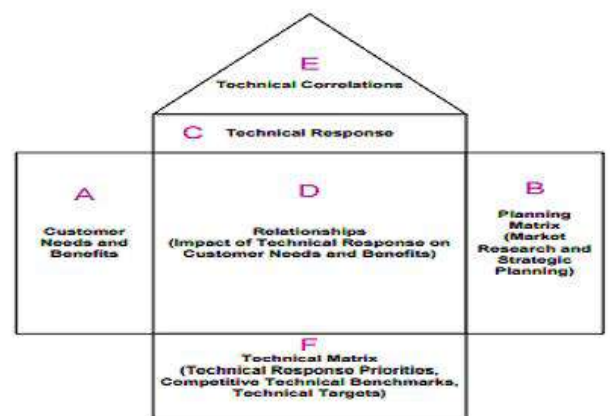 E
Technical Correlations
C Technical Response
A
Customer
Needs and
Benefits
D
Relationships
(Impact of Technical Response on
Customer Needs and Benefits)
B
Planning
Matrix
(Market
Research and
Strategic
Planning)
F
Technical Matrix
(Technical Response Priorities,
Competitive Technical Benchmarks,
Technical Targets)